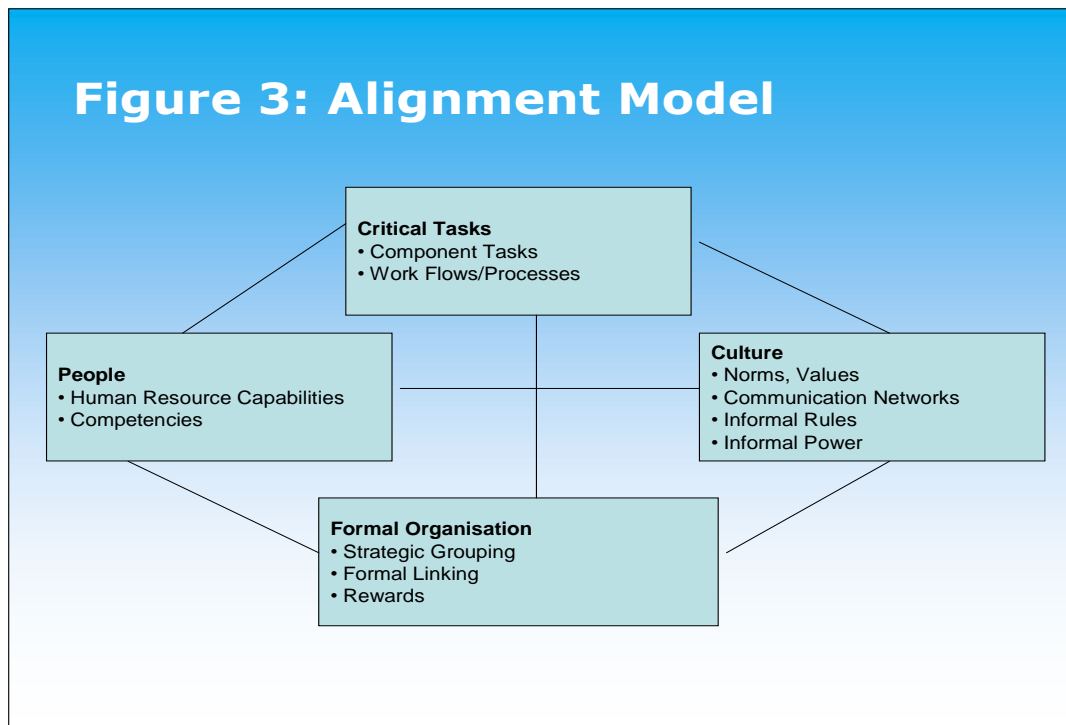 Figure 3: Alignment Model
Critical Tasks
• Component Tasks
• Work Flows/Processes
People
• Human Resource Capabilities
• Competencies
Culture
• Norms, Values
• Communication Networks
• Informal Rules
• Informal Power
Formal Organisation
• Strategic Grouping
• Formal Linking
• Rewards